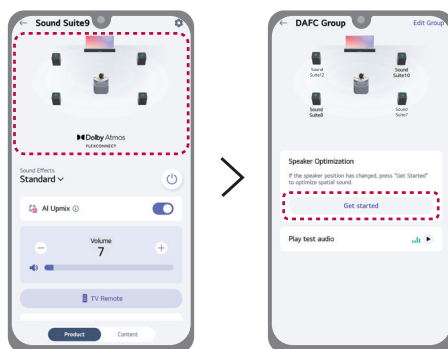 Sound Suite9
Dolby Atmos
FLEXCONNECT
Sound Effects
Standard
AI Upmix
Volume
7
TV Remote
Product
Content
DAFC Group
Edit Group
Sound
Suite12
Sound
Suite10
Sound
Suite8
Sound
Suite7
Speaker Optimization
If the speaker position has changed, press "Get Started"
to optimize spatial sound.
Get started
Play test audio